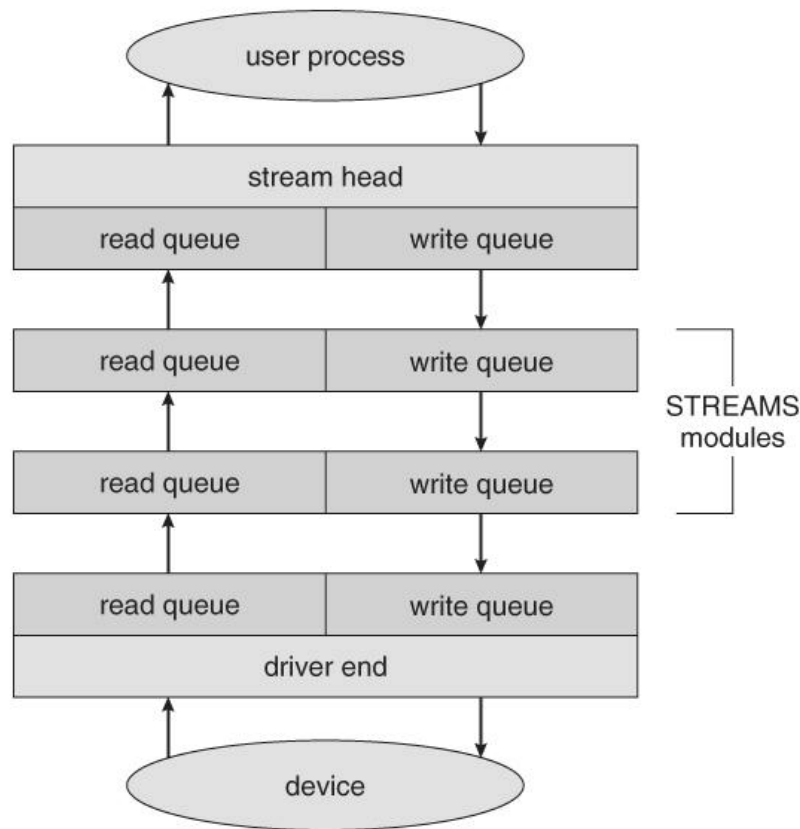 user process
stream head
read queue write queue
read queue write queue
STREAMS
modules
read queue write queue
read queue write queue
driver end
device